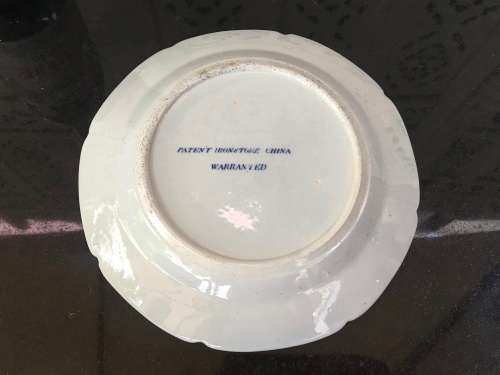 PATENT IRONSTONE CHINA
WARRANTED